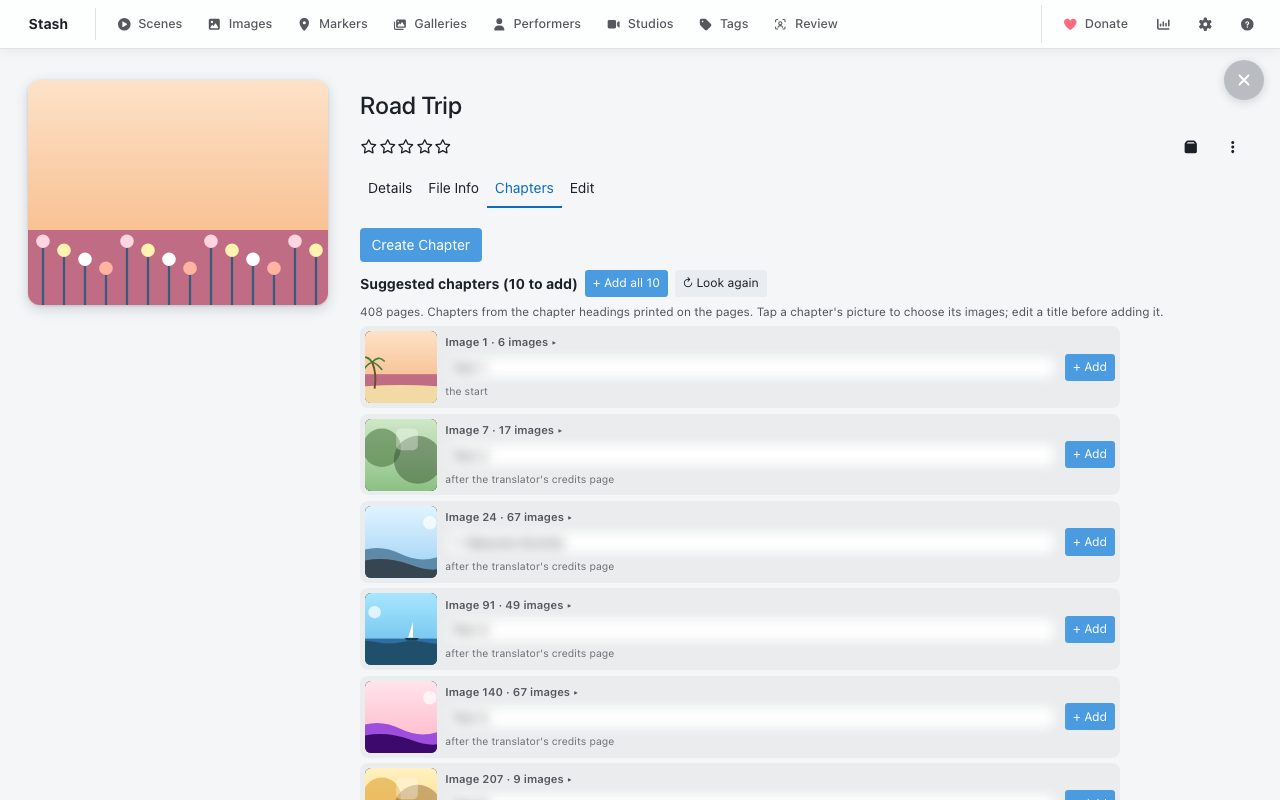 Stash
Scenes
Images
Markers
Galleries
Performers
Studios
Tags
Review
Donate
Road Trip
Details
File Info
Chapters
Edit
Create Chapter
Suggested chapters (10 to add)
+ Add all 10
↻ Look again
408 pages. Chapters from the chapter headings printed on the pages. Tap a chapter's picture to choose its images; edit a title before adding it.
Image 1 · 6 images ▸
+ Add
the start
Image 7 · 17 images ▸
+ Add
after the translator's credits page
Image 24 · 67 images ▸
+ Add
after the translator's credits page
Image 91 · 49 images ▸
+ Add
after the translator's credits page
Image 140 · 67 images ▸
+ Add
after the translator's credits page
Image 207 · 9 images ▸